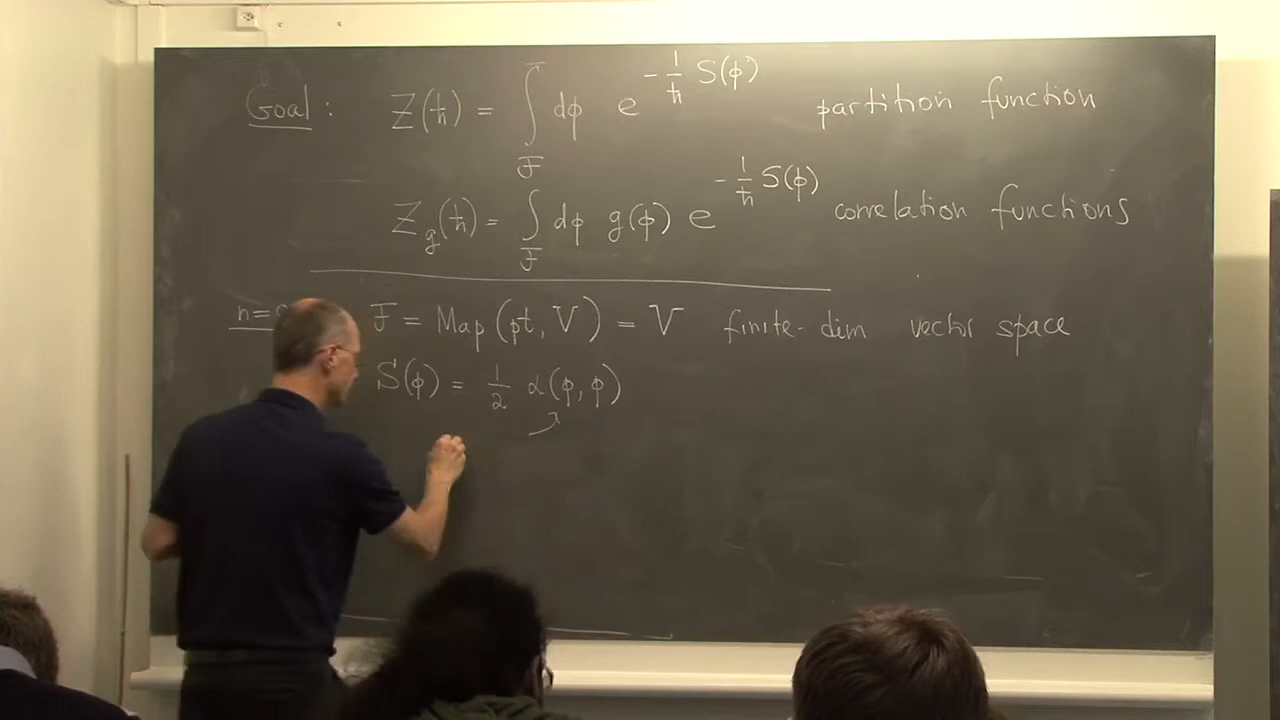 Goal : Z(ħ) = ∫_F dφ e^{-1/ħ S(φ)} partition function
Z_g(ħ) = ∫_F dφ g(φ) e^{-1/ħ S(φ)} correlation functions
n= F = Map (pt, V) = V finite-dim vector space
S(φ) = 1/2 α(φ, φ)